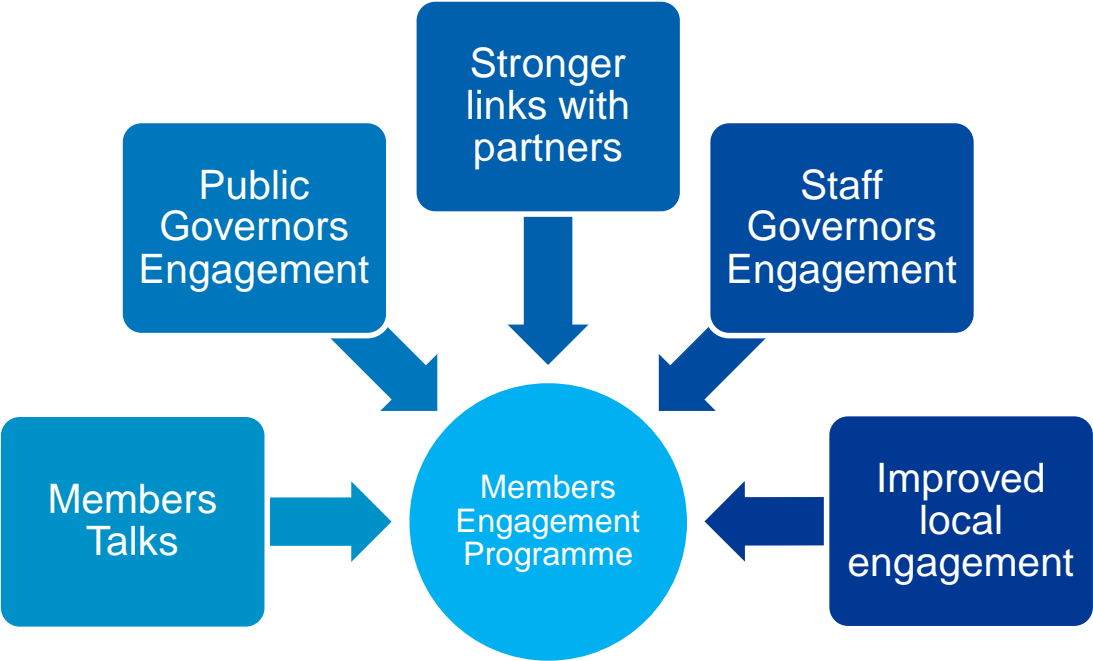 Stronger
links with
partners
Public
Governors
Engagement
Staff
Governors
Engagement
Members
Talks
Members
Engagement
Programme
Improved
local
engagement